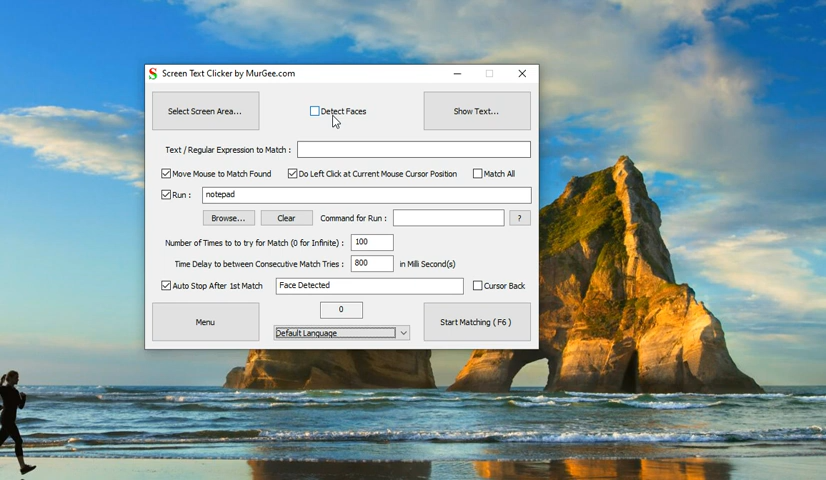 S Screen Text Clicker by MurGee.com
Select Screen Area... Detect Faces Show Text...
Text / Regular Expression to Match :
Move Mouse to Match Found Do Left Click at Current Mouse Cursor Position Match All
Run : notepad
Browse... Clear Command for Run : ?
Number of Times to to try for Match (0 for Infinite) : 100
Time Delay to between Consecutive Match Tries : 800 in Milli Second(s)
Auto Stop After 1st Match Face Detected Cursor Back
0
Menu Default Language Start Matching ( F6 )